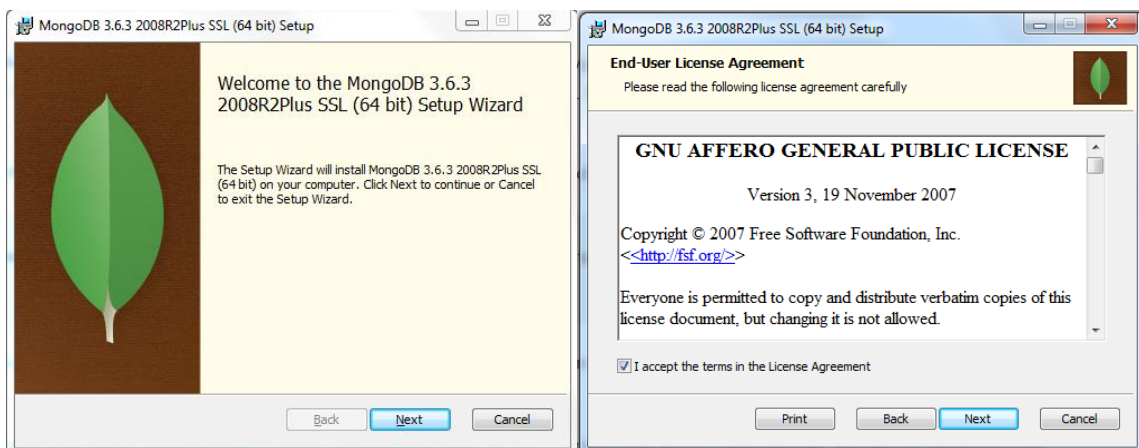 MongoDB 3.6.3 2008R2Plus SSL (64 bit) Setup
Welcome to the MongoDB 3.6.3
2008R2Plus SSL (64 bit) Setup Wizard
The Setup Wizard will install MongoDB 3.6.3 2008R2Plus SSL
(64 bit) on your computer. Click Next to continue or Cancel
to exit the Setup Wizard.
Back Next Cancel
MongoDB 3.6.3 2008R2Plus SSL (64 bit) Setup
End-User License Agreement
Please read the following license agreement carefully
GNU AFFERO GENERAL PUBLIC LICENSE
Version 3, 19 November 2007
Copyright © 2007 Free Software Foundation, Inc.
<<http://fsf.org/>>
Everyone is permitted to copy and distribute verbatim copies of this
license document, but changing it is not allowed.
I accept the terms in the License Agreement
Print Back Next Cancel